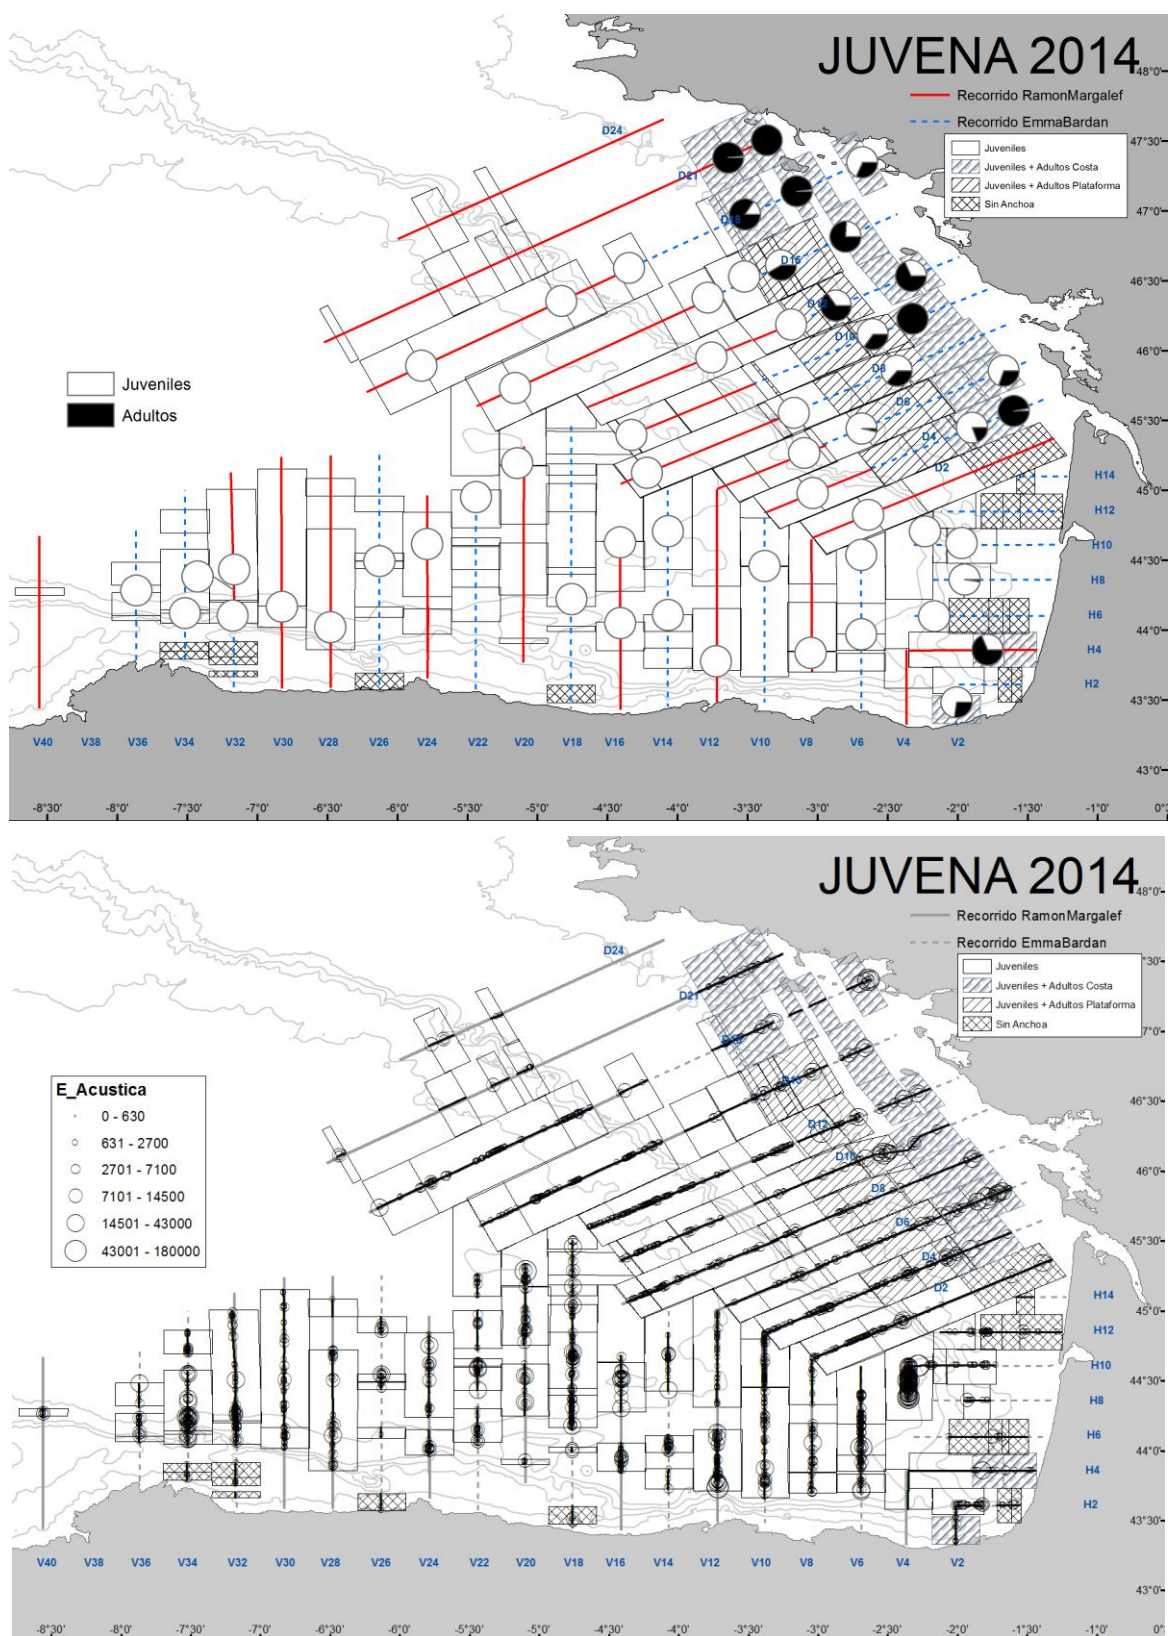 JUVENA 2014
48°0'
Recorrido RamonMargalef
Recorrido EmmaBardan
Juveniles
Juveniles + Adultos Costa
Juveniles + Adultos Plataforma
Sin Anchoa
47°30'
47°0'
46°30'
46°0'
45°30'
45°0'
44°30'
44°0'
43°30'
43°0'
D24
D21
D18
D15
D12
D10
D8
D6
D4
D2
Juveniles
Adultos
H14
H12
H10
H8
H6
H4
H2
V40 V38 V36 V34 V32 V30 V28 V26 V24 V22 V20 V18 V16 V14 V12 V10 V8 V6 V4 V2
-8°30' -8°0' -7°30' -7°0' -6°30' -6°0' -5°30' -5°0' -4°30' -4°0' -3°30' -3°0' -2°30' -2°0' -1°30' -1°0'
JUVENA 2014
48°0'
Recorrido RamonMargalef
Recorrido EmmaBardan
Juveniles
Juveniles + Adultos Costa
Juveniles + Adultos Plataforma
Sin Anchoa
47°0'
46°30'
46°0'
45°30'
45°0'
44°30'
44°0'
43°30'
43°0'
D24
D21
D18
D15
D12
D10
D8
D6
D4
D2
E_Acustica
0 - 630
631 - 2700
2701 - 7100
7101 - 14500
14501 - 43000
43001 - 180000
H14
H12
H10
H8
H6
H4
H2
V40 V38 V36 V34 V32 V30 V28 V26 V24 V22 V20 V18 V16 V14 V12 V10 V8 V6 V4 V2
-8°30' -8°0' -7°30' -7°0' -6°30' -6°0' -5°30' -5°0' -4°30' -4°0' -3°30' -3°0' -2°30' -2°0' -1°30' -1°0'